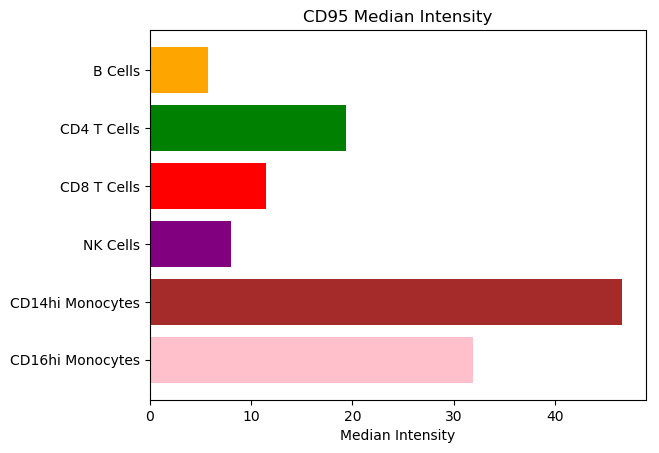 CD95 Median Intensity
B Cells
CD4 T Cells
CD8 T Cells
NK Cells
CD14hi Monocytes
CD16hi Monocytes
0 10 20 30 40
Median Intensity